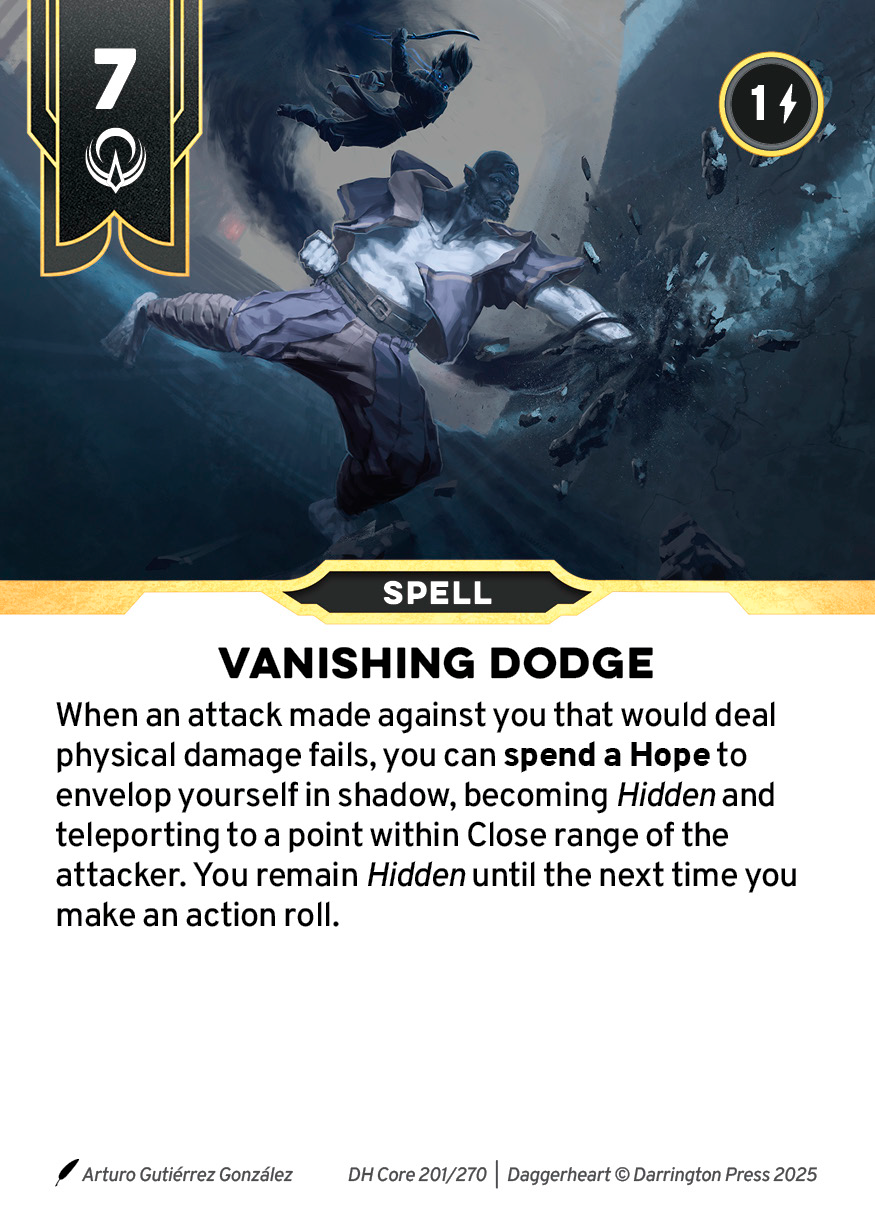 7
1
SPELL
VANISHING DODGE
When an attack made against you that would deal
physical damage fails, you can spend a Hope to
envelop yourself in shadow, becoming Hidden and
teleporting to a point within Close range of the
attacker. You remain Hidden until the next time you
make an action roll.
Arturo Gutiérrez González DH Core 201/270 | Daggerheart © Darrington Press 2025